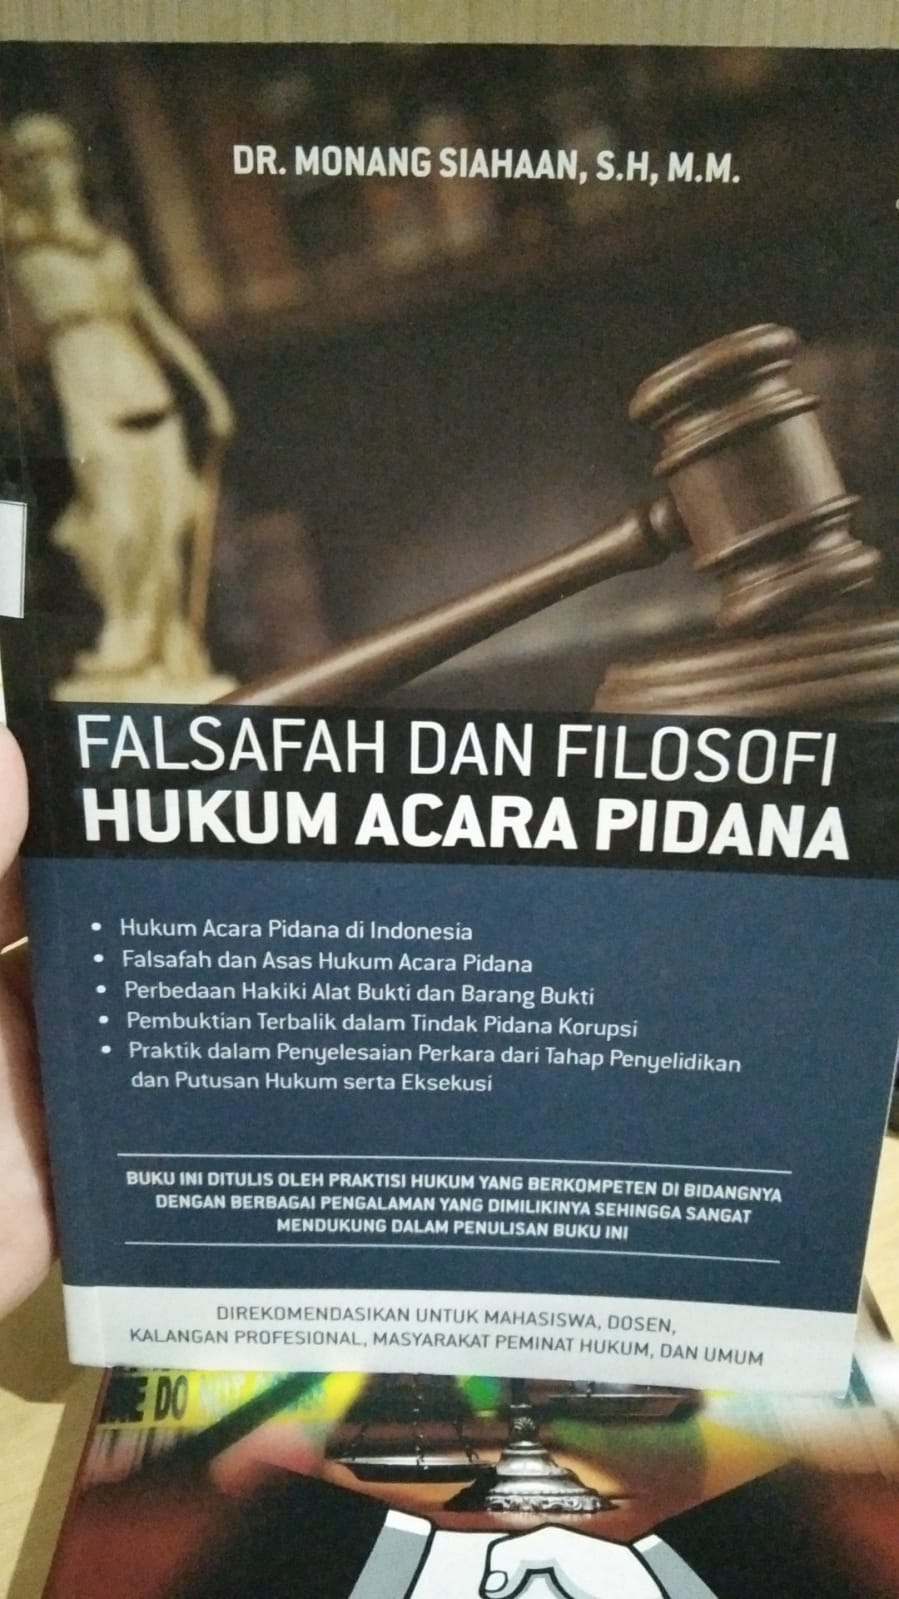 DR. MONANG SIAHAAN, S.H, M.M.
FALSAFAH DAN FILOSOFI
HUKUM ACARA PIDANA
• Hukum Acara Pidana di Indonesia
• Falsafah dan Asas Hukum Acara Pidana
• Perbedaan Hakiki Alat Bukti dan Barang Bukti
• Pembuktian Terbalik dalam Tindak Pidana Korupsi
• Praktik dalam Penyelesaian Perkara dari Tahap Penyelidikan
dan Putusan Hukum serta Eksekusi
BUKU INI DITULIS OLEH PRAKTISI HUKUM YANG BERKOMPETEN DI BIDANGNYA
DENGAN BERBAGAI PENGALAMAN YANG DIMILIKINYA SEHINGGA SANGAT
MENDUKUNG DALAM PENULISAN BUKU INI
DIREKOMENDASIKAN UNTUK MAHASISWA, DOSEN,
KALANGAN PROFESIONAL, MASYARAKAT PEMINAT HUKUM, DAN UMUM
DO